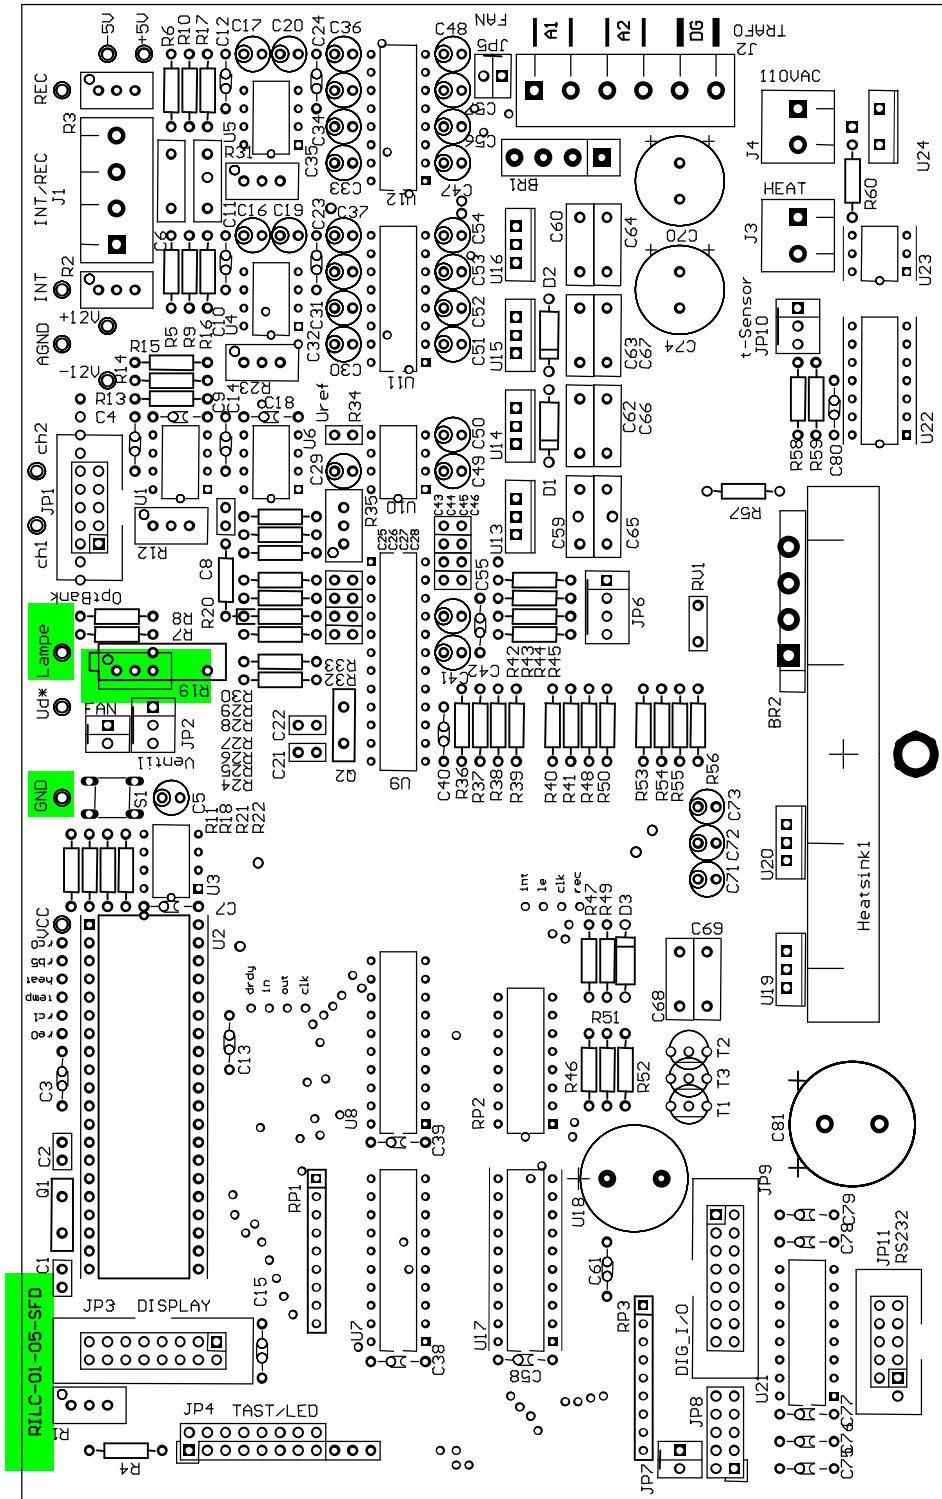 -5V
+5V
R6
R10
R17
C12
C17
C20
C24
C36
C48
FAN
JP5
A1
A2
DG
TRAFO
J2
REC
R3
U5
C34
C57
C56
110VAC
J4
U24
INT/REC
J1
R31
C35
C33
U12
C47
BR1
R60
HEAT
J3
C11
C16
C19
C23
C37
C54
C60
C64
C70
C6
INT
R2
U4
C53
U16
D2
U23
+12V
AGND
R5
R9
R16
C10
C31
C32
C52
C51
U15
C63
C67
C74
t-Sensor
JP10
-12V
R14
R15
R23
C30
U11
R13
C4
C9
C14
C18
Uref
R34
C62
C66
U14
U6
C50
C29
C49
R58
R59
C80
U22
ch2
JP1
U1
U10
C43
C44
C45
C46
D1
R35
R12
C25
C26
C27
C28
U13
C59
C65
R57
ch1
OptBank
C8
C55
RV1
R20
JP6
R8
R7
Lampe
R19
R33
R32
C41
C42
R42
R43
R44
R45
Ud*
FAN
JP2
Ventil
R30
R29
R28
R27
R26
R25
R24
C22
C21
Q2
U9
C40
R36
R37
R38
R39
R40
R41
R48
R50
R53
R54
R55
R56
BR2
GND
S1
C5
R11
R18
R21
R22
C73
C72
C71
U20
Heatsink1
U3
C7
U2
int
le
clk
rec
R47
R49
D3
VCC
rb5
heat
temp
rd1
re0
drdy
in
out
clk
C68
U19
R51
C13
C3
U8
C39
RP2
R46
R52
T2
T3
T1
C81
C2
Q1
RP1
U18
JP9
C79
C78
C1
C15
C61
JP11
RS232
RILC-01-05-SFD
JP3 DISPLAY
U7
C38
U17
C58
RP3
DIG_I/O
U21
R1
JP4 TAST/LED
R4
JP8
JP7
C77
C76
C75